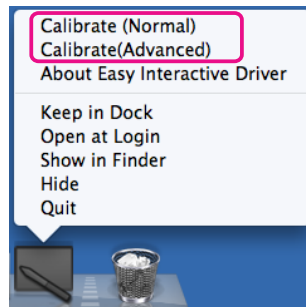 Calibrate (Normal)
Calibrate(Advanced)
About Easy Interactive Driver
Keep in Dock
Open at Login
Show in Finder
Hide
Quit